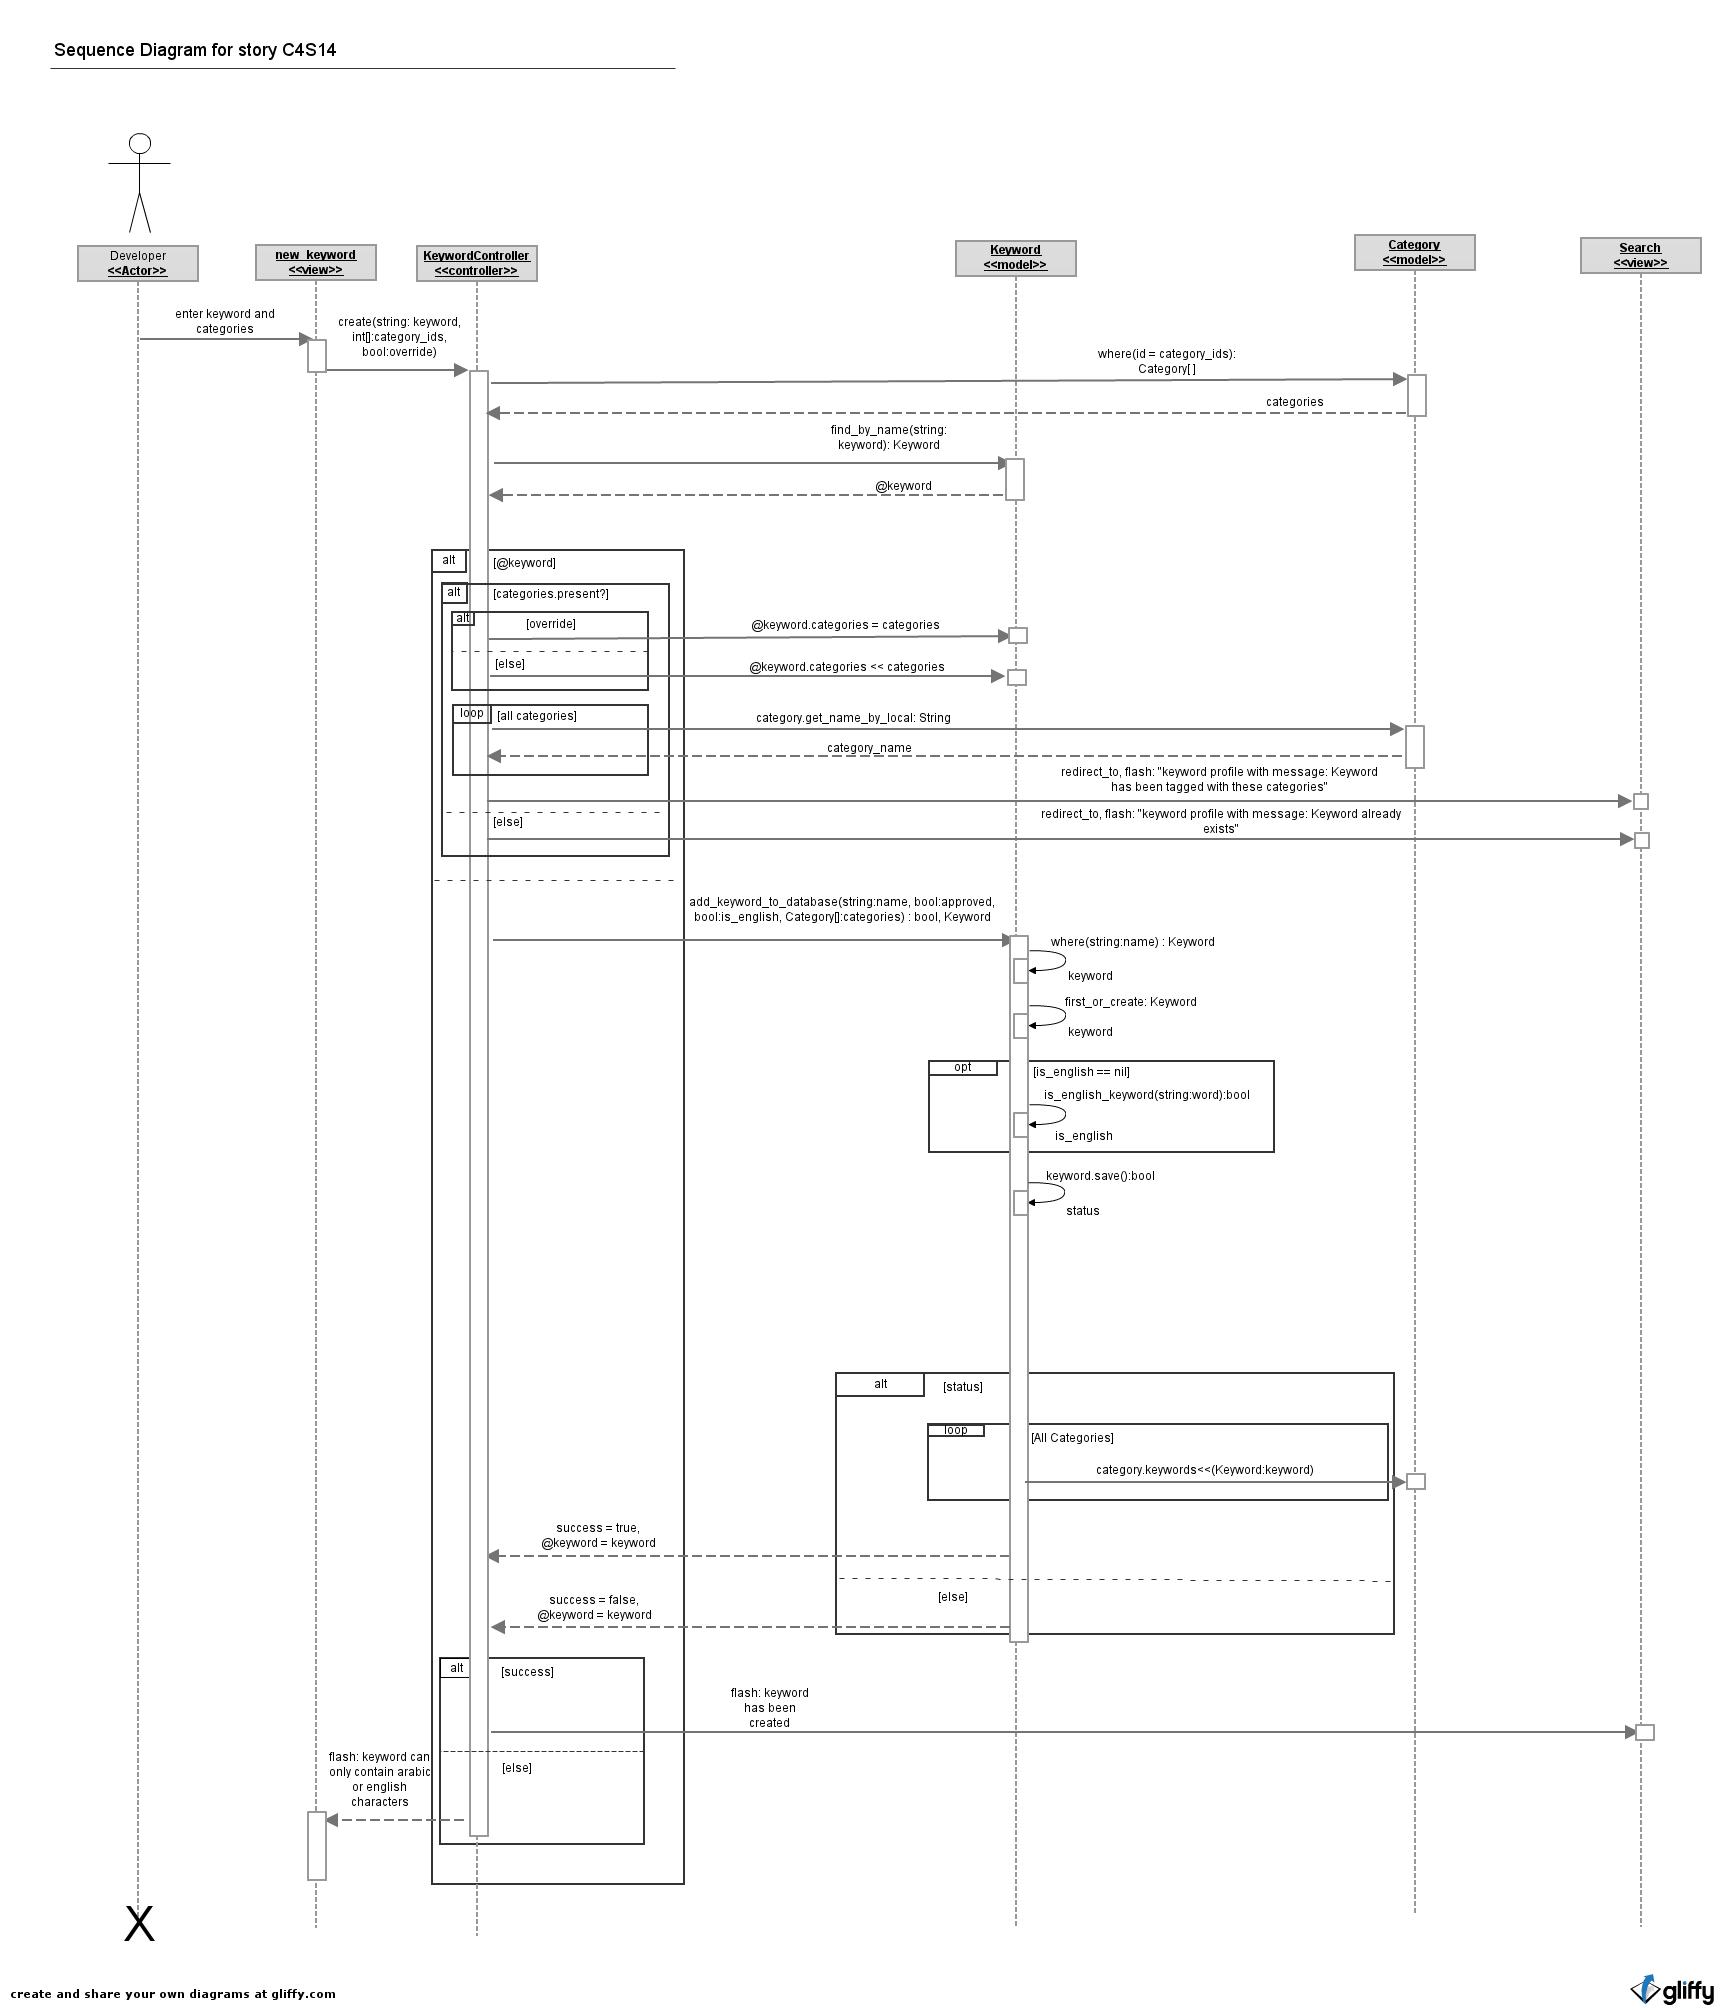 Sequence Diagram for story C4S14
Developer
<<Actor>>
new_keyword
<<view>>
KeywordController
<<controller>>
Keyword
<<model>>
Category
<<model>>
Search
<<view>>
enter keyword and
categories
create(string: keyword,
int[]:category_ids,
bool:override)
where(id = category_ids):
Category[ ]
categories
find_by_name(string:
keyword): Keyword
@keyword
alt
[@keyword]
alt
[categories.present?]
alt
[override]
@keyword.categories = categories
[else]
@keyword.categories << categories
loop
[all categories]
category.get_name_by_local: String
category_name
redirect_to, flash: "keyword profile with message: Keyword
has been tagged with these categories"
[else]
redirect_to, flash: "keyword profile with message: Keyword already
exists"
add_keyword_to_database(string:name, bool:approved,
bool:is_english, Category[]:categories) : bool, Keyword
where(string:name) : Keyword
keyword
first_or_create: Keyword
keyword
opt
[is_english == nil]
is_english_keyword(string:word):bool
is_english
keyword.save():bool
status
alt
[status]
loop
[All Categories]
category.keywords<<(Keyword:keyword)
success = true,
@keyword = keyword
[else]
success = false,
@keyword = keyword
alt
[success]
flash: keyword
has been
created
[else]
flash: keyword can
only contain arabic
or english
characters
X
create and share your own diagrams at gliffy.com
gliffy